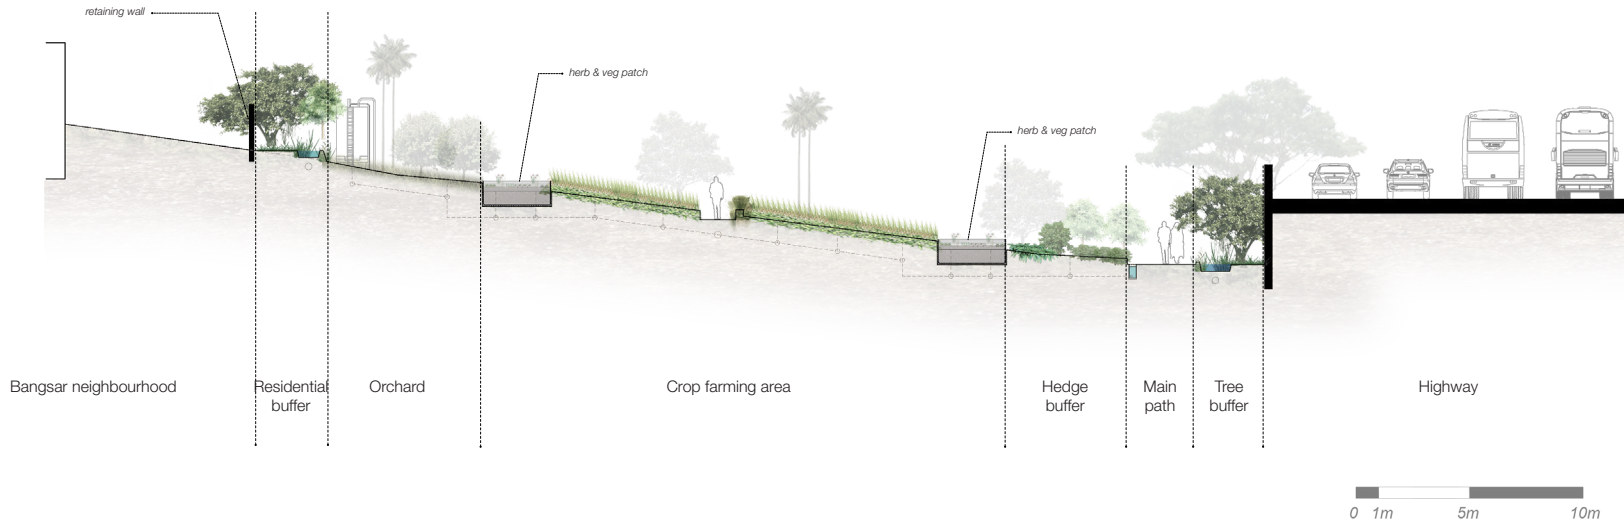 retaining wall
herb & veg patch
herb & veg patch
Bangsar neighbourhood
Residential
buffer
Orchard
Crop farming area
Hedge
buffer
Main
path
Tree
buffer
Highway
0 1m 5m 10m